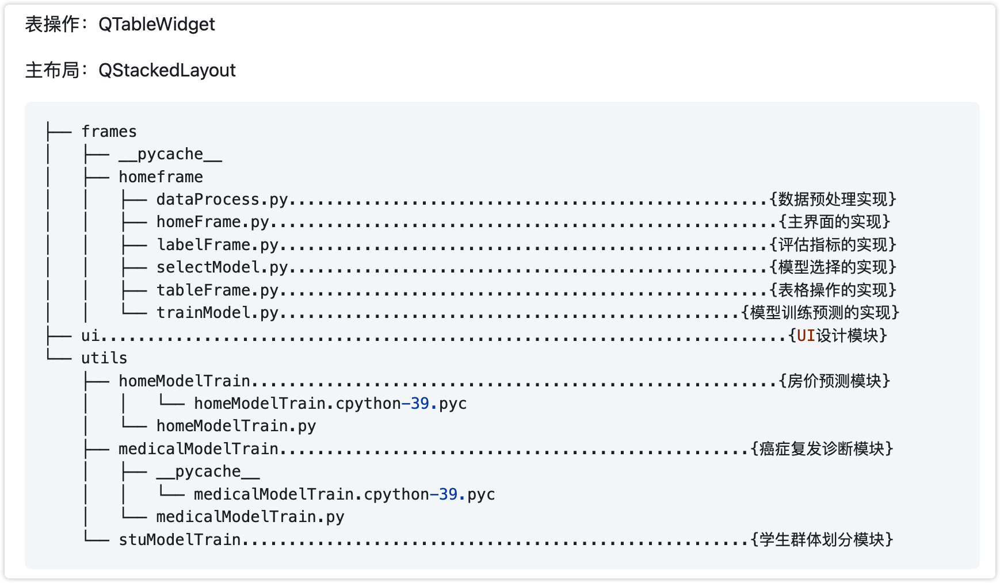 表操作：QTableWidget
主布局：QStackedLayout
├── frames
│   ├── __pycache__
│   ├── homeframe
│   │   ├── dataProcess.py...................................................{数据预处理实现}
│   │   ├── homeFrame.py......................................................{主界面的实现}
│   │   ├── labelFrame.py....................................................{评估指标的实现}
│   │   ├── selectModel.py...................................................{模型选择的实现}
│   │   ├── tableFrame.py....................................................{表格操作的实现}
│   │   └── trainModel.py.................................................{模型训练预测的实现}
├── ui.........................................................................{UI设计模块}
└── utils
    ├── homeModelTrain........................................................{房价预测模块}
    │   │   └── homeModelTrain.cpython-39.pyc
    │   └── homeModelTrain.py
    ├── medicalModelTrain..................................................{癌症复发诊断模块}
    │   ├── __pycache__
    │   │   └── medicalModelTrain.cpython-39.pyc
    │   └── medicalModelTrain.py
    └── stuModelTrain......................................................{学生群体划分模块}